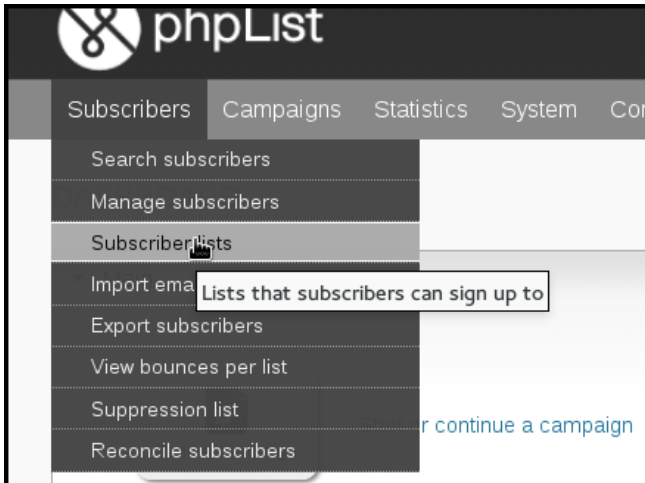 phpList
Subscribers Campaigns Statistics System
Search subscribers
Manage subscribers
Subscriber lists
Import ema
Lists that subscribers can sign up to
Export subscribers
View bounces per list
Suppression list
r continue a campaign
Reconcile subscribers